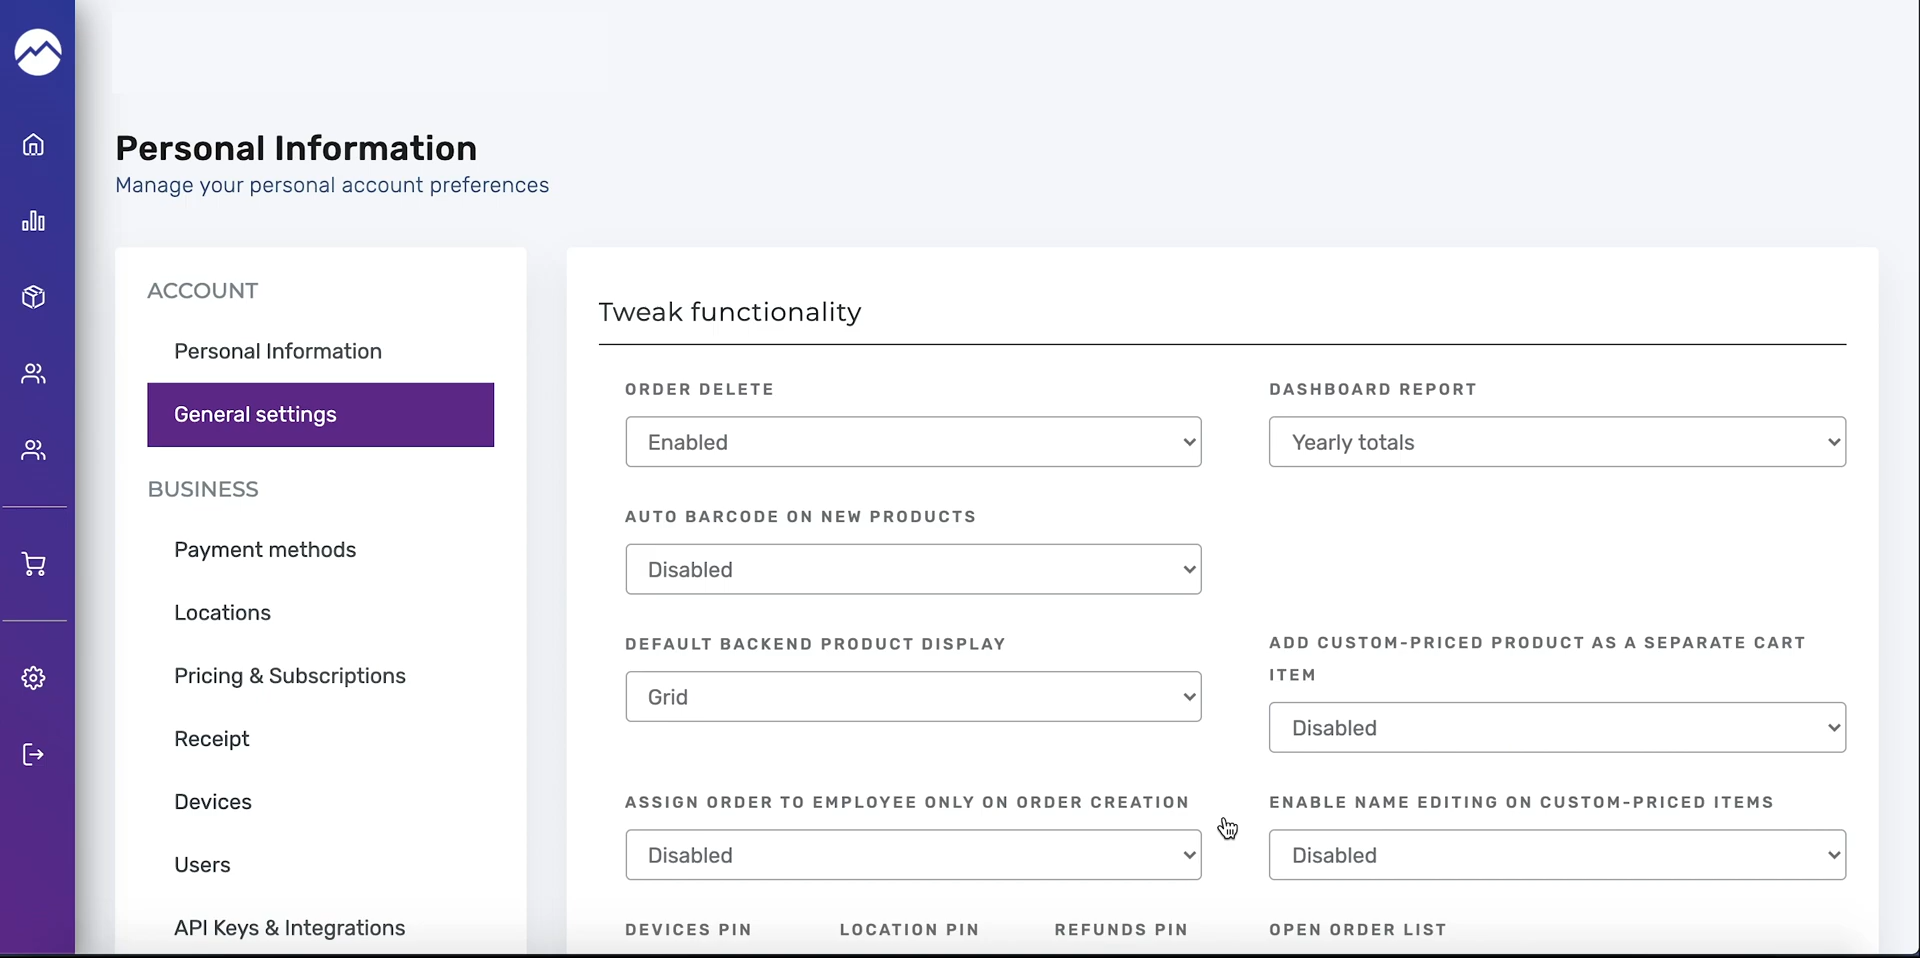 Personal Information
Manage your personal account preferences
ACCOUNT
Personal Information
General settings
BUSINESS
Payment methods
Locations
Pricing & Subscriptions
Receipt
Devices
Users
API Keys & Integrations
Tweak functionality
ORDER DELETE
Enabled
DASHBOARD REPORT
Yearly totals
AUTO BARCODE ON NEW PRODUCTS
Disabled
DEFAULT BACKEND PRODUCT DISPLAY
Grid
ADD CUSTOM-PRICED PRODUCT AS A SEPARATE CART
ITEM
Disabled
ASSIGN ORDER TO EMPLOYEE ONLY ON ORDER CREATION
Disabled
ENABLE NAME EDITING ON CUSTOM-PRICED ITEMS
Disabled
DEVICES PIN
LOCATION PIN
REFUNDS PIN
OPEN ORDER LIST